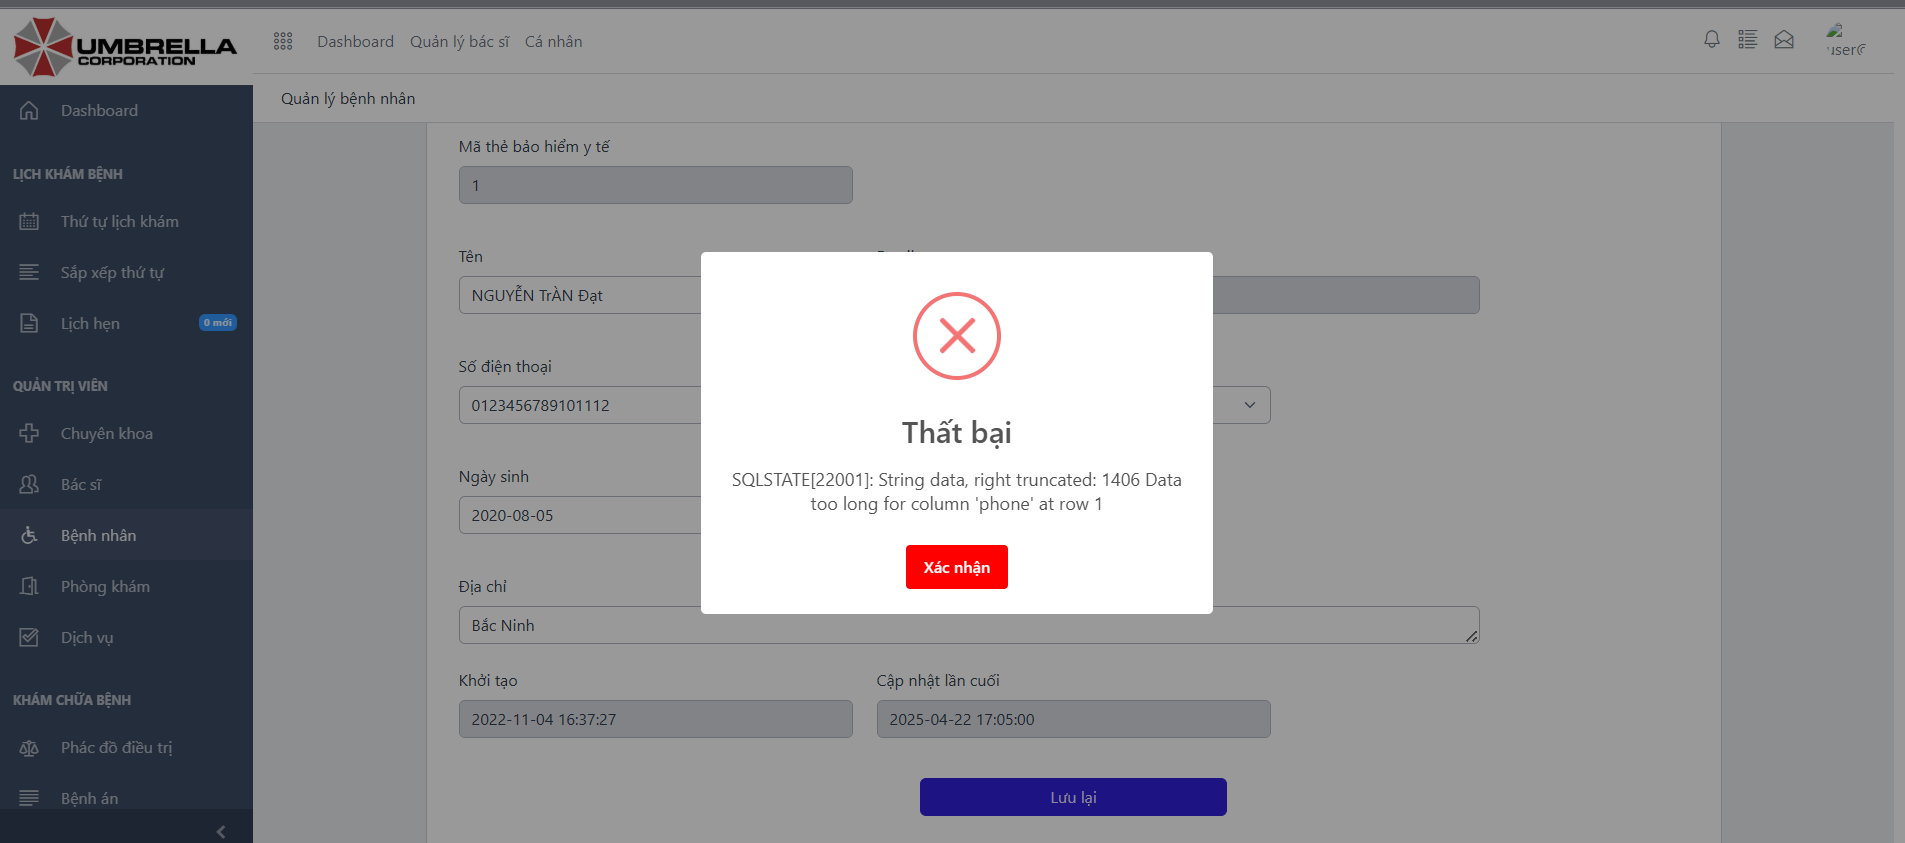 UMBRELLA
CORPORATION
Dashboard
Quản lý bác sĩ
Cá nhân
Quản lý bệnh nhân
Dashboard
LỊCH KHÁM BỆNH
Thứ tự lịch khám
Sắp xếp thứ tự
Lịch hẹn
0 mới
QUẢN TRỊ VIÊN
Chuyên khoa
Bác sĩ
Bệnh nhân
Phòng khám
Dịch vụ
KHÁM CHỮA BỆNH
Phác đồ điều trị
Bệnh án
Mã thẻ bảo hiểm y tế
1
Tên
NGUYỄN TrÀN Đạt
Số điện thoại
0123456789101112
Ngày sinh
2020-08-05
Địa chỉ
Bắc Ninh
Khởi tạo
2022-11-04 16:37:27
Cập nhật lần cuối
2025-04-22 17:05:00
Lưu lại
Thất bại
SQLSTATE[22001]: String data, right truncated: 1406 Data
too long for column 'phone' at row 1
Xác nhận